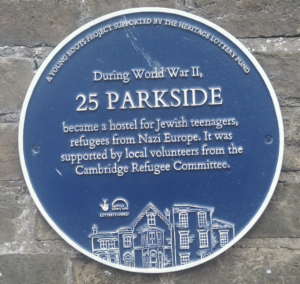 A YOUNG ROOTS PROJECT SUPPORTED BY THE HERITAGE LOTTERY FUND
During World War II,
25 PARKSIDE
became a hostel for Jewish teenagers,
refugees from Nazi Europe. It was
supported by local volunteers from the
Cambridge Refugee Committee.